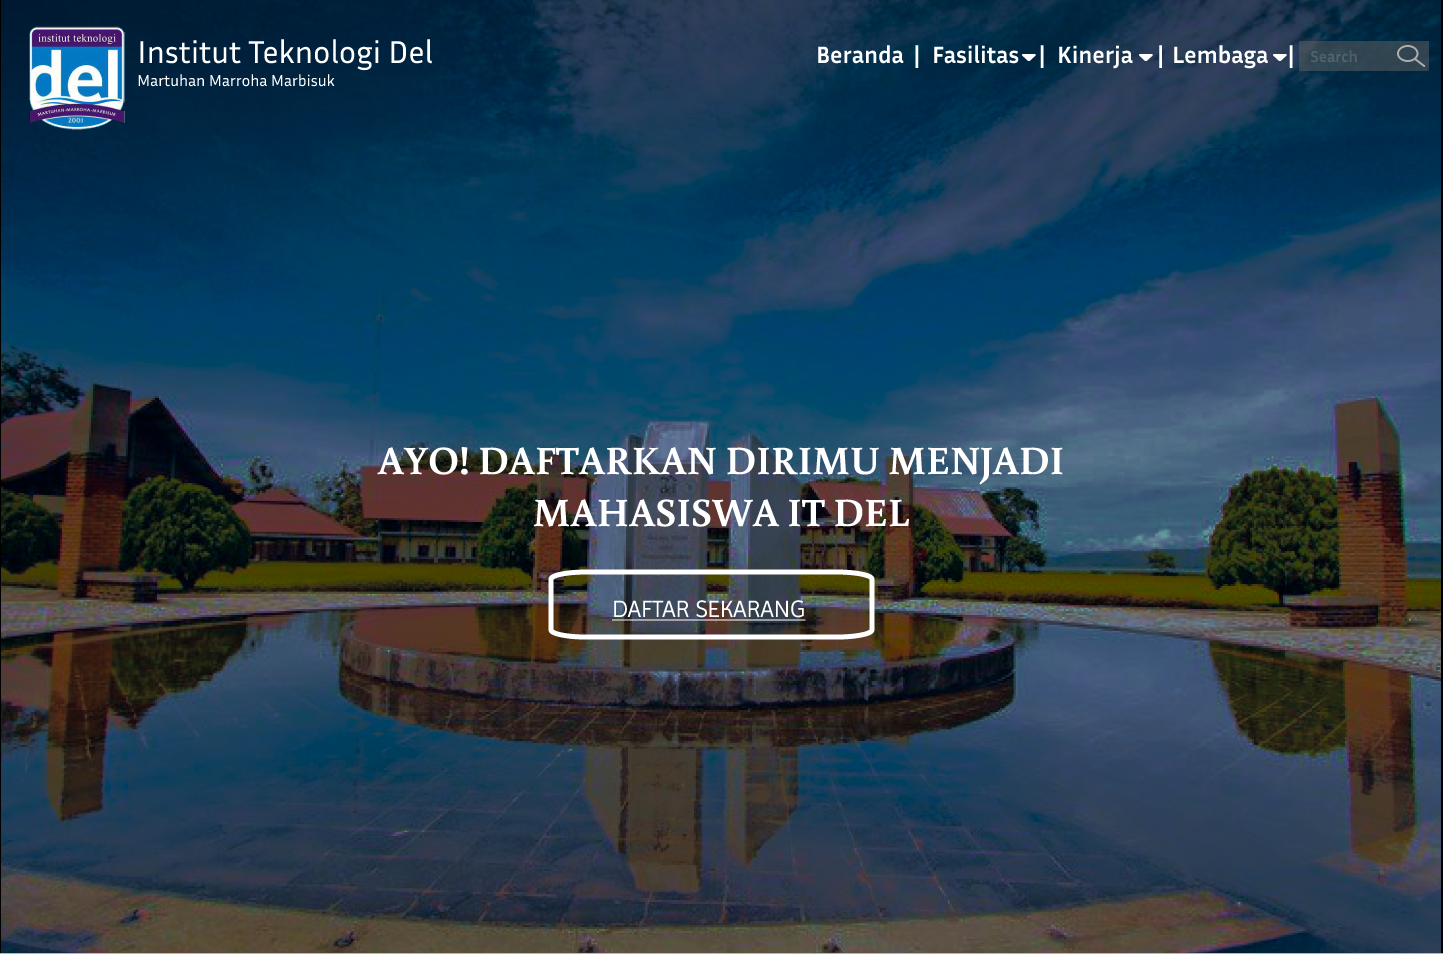 institut teknologi
del
MARTUHAN-MARROHA-MARBISUK
2001
Institut Teknologi Del
Martuhan Marroha Marbisuk
Beranda | Fasilitas | Kinerja | Lembaga |
Search
AYO! DAFTARKAN DIRIMU MENJADI
MAHASISWA IT DEL
DAFTAR SEKARANG